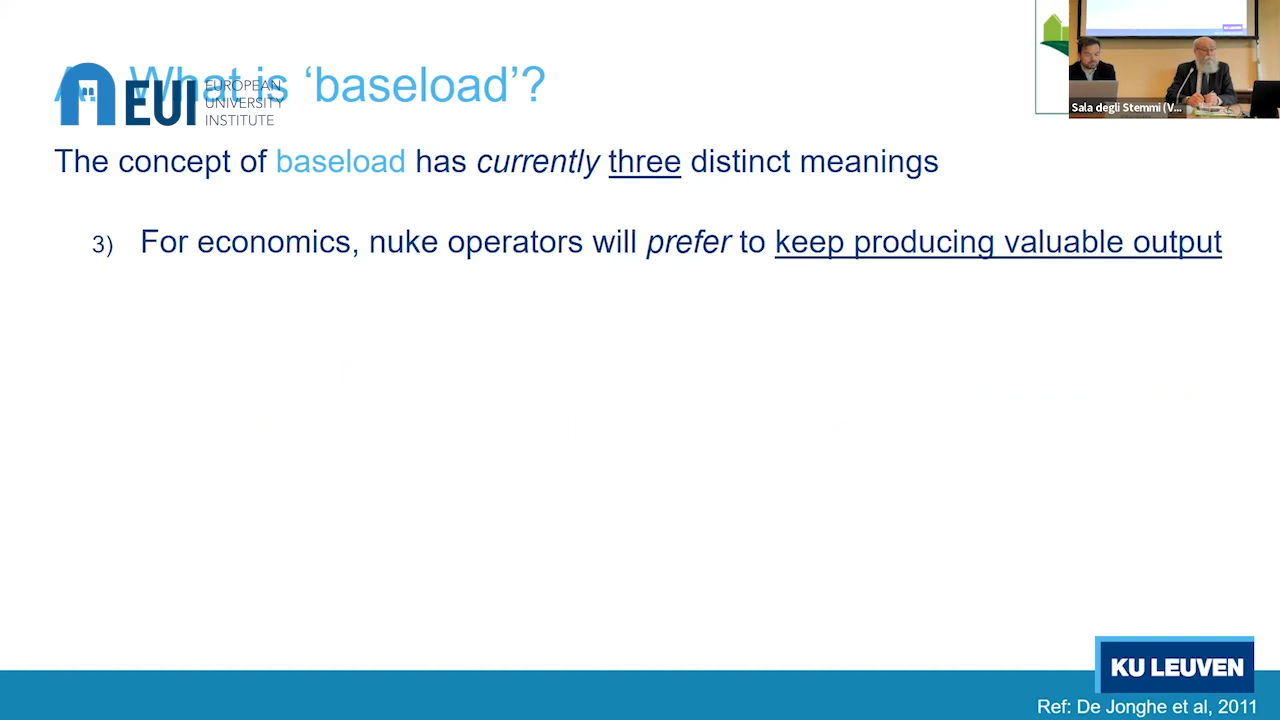 A. What is ‘baseload’?
EUI
EUROPEAN
UNIVERSITY
INSTITUTE
Sala degli Stemmi (V...
The concept of baseload has currently three distinct meanings
3) For economics, nuke operators will prefer to keep producing valuable output
KU LEUVEN
Ref: De Jonghe et al, 2011